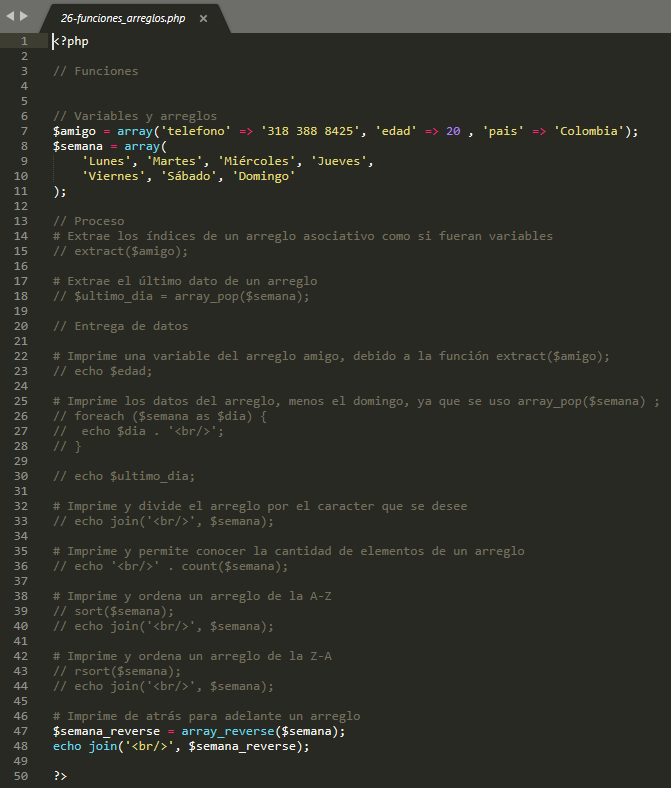 26-funciones_arreglos.php ×
1 <?php
2
3 // Funciones
4
5
6 // Variables y arreglos
7 $amigo = array('telefono' => '318 388 8425', 'edad' => 20 , 'pais' => 'Colombia');
8 $semana = array(
9     'Lunes', 'Martes', 'Miércoles', 'Jueves',
10     'Viernes', 'Sábado', 'Domingo'
11 );
12
13 // Proceso
14 # Extrae los índices de un arreglo asociativo como si fueran variables
15 // extract($amigo);
16
17 # Extrae el último dato de un arreglo
18 // $ultimo_dia = array_pop($semana);
19
20 // Entrega de datos
21
22 # Imprime una variable del arreglo amigo, debido a la función extract($amigo);
23 // echo $edad;
24
25 # Imprime los datos del arreglo, menos el domingo, ya que se uso array_pop($semana) ;
26 // foreach ($semana as $dia) {
27 //  echo $dia . '<br/>';
28 // }
29
30 // echo $ultimo_dia;
31
32 # Imprime y divide el arreglo por el caracter que se desee
33 // echo join('<br/>', $semana);
34
35 # Imprime y permite conocer la cantidad de elementos de un arreglo
36 // echo '<br/>' . count($semana);
37
38 # Imprime y ordena un arreglo de la A-Z
39 // sort($semana);
40 // echo join('<br/>', $semana);
41
42 # Imprime y ordena un arreglo de la Z-A
43 // rsort($semana);
44 // echo join('<br/>', $semana);
45
46 # Imprime de atrás para adelante un arreglo
47 $semana_reverse = array_reverse($semana);
48 echo join('<br/>', $semana_reverse);
49
50 ?>